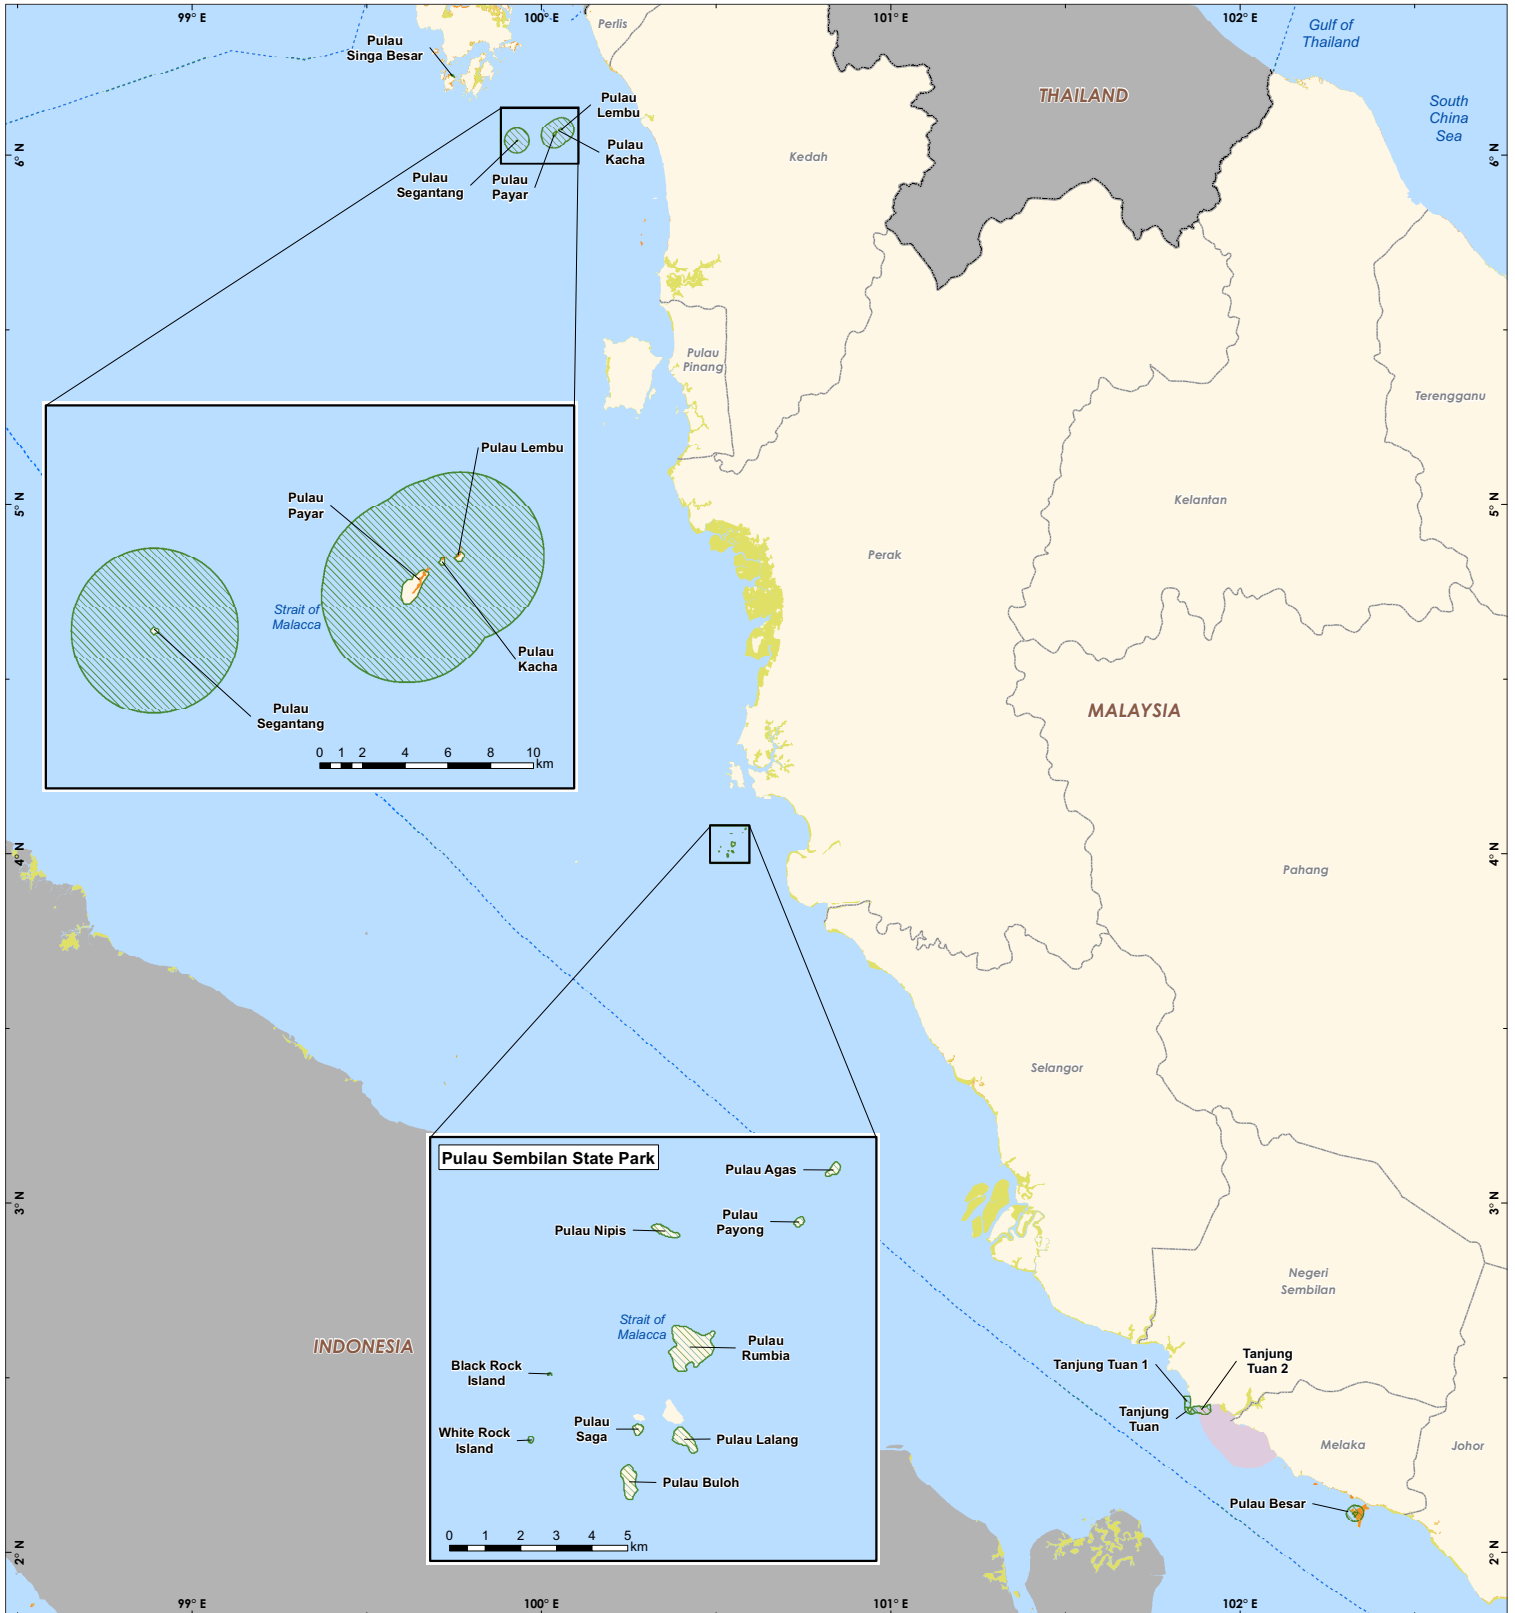 99° E
100° E
101° E
102° E
Perlis
Gulf of
Thailand
Pulau
Singa Besar
THAILAND
South
China
Sea
Pulau
Lembu
Pulau
Kacha
Kedah
6° N
6° N
Pulau
Segantang
Pulau
Payar
Pulau
Pinang
Terengganu
Pulau Lembu
Pulau
Payar
Kelantan
5° N
5° N
Perak
Strait of
Malacca
Pulau
Kacha
Pulau
Segantang
MALAYSIA
0 1 2 4 6 8 10
km
4° N
4° N
Pahang
Selangor
Pulau Sembilan State Park
Pulau Agas
3° N
3° N
Pulau Nipis
Pulau
Payong
Negeri
Sembilan
Strait of
Malacca
INDONESIA
Pulau
Rumbia
Tanjung Tuan 1
Tanjung
Tuan 2
Black Rock
Island
Tanjung
Tuan
Pulau
Saga
White Rock
Island
Pulau Lalang
Melaka
Johor
Pulau Buloh
Pulau Besar
0 1 2 3 4 5
km
2° N
2° N
99° E
100° E
101° E
102° E